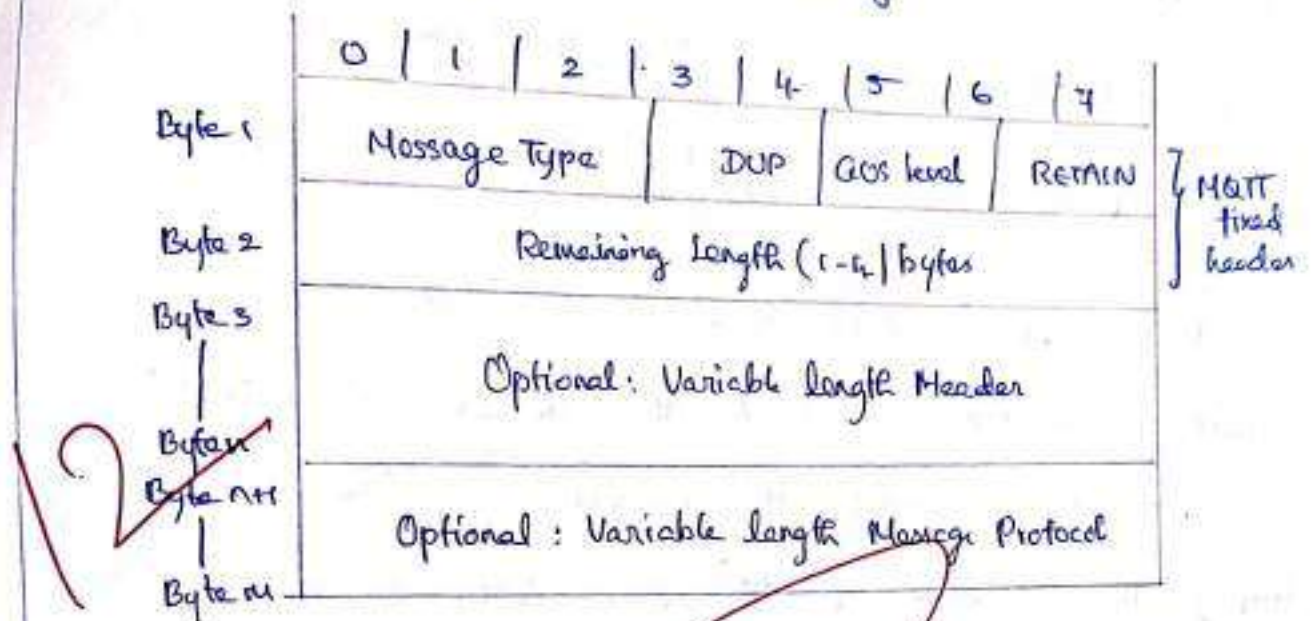 0 | 1 | 2 | 3 | 4 | 5 | 6 | 7
Byte 1
Message Type
DUP
QOS level
RETAIN
MQTT
fixed
header
Byte 2
Remaining Length (1-4) bytes
Byte 3
Optional: Variable length Header
Byte n
Byte n+1
Optional : Variable length Message Protocol
Byte m
12